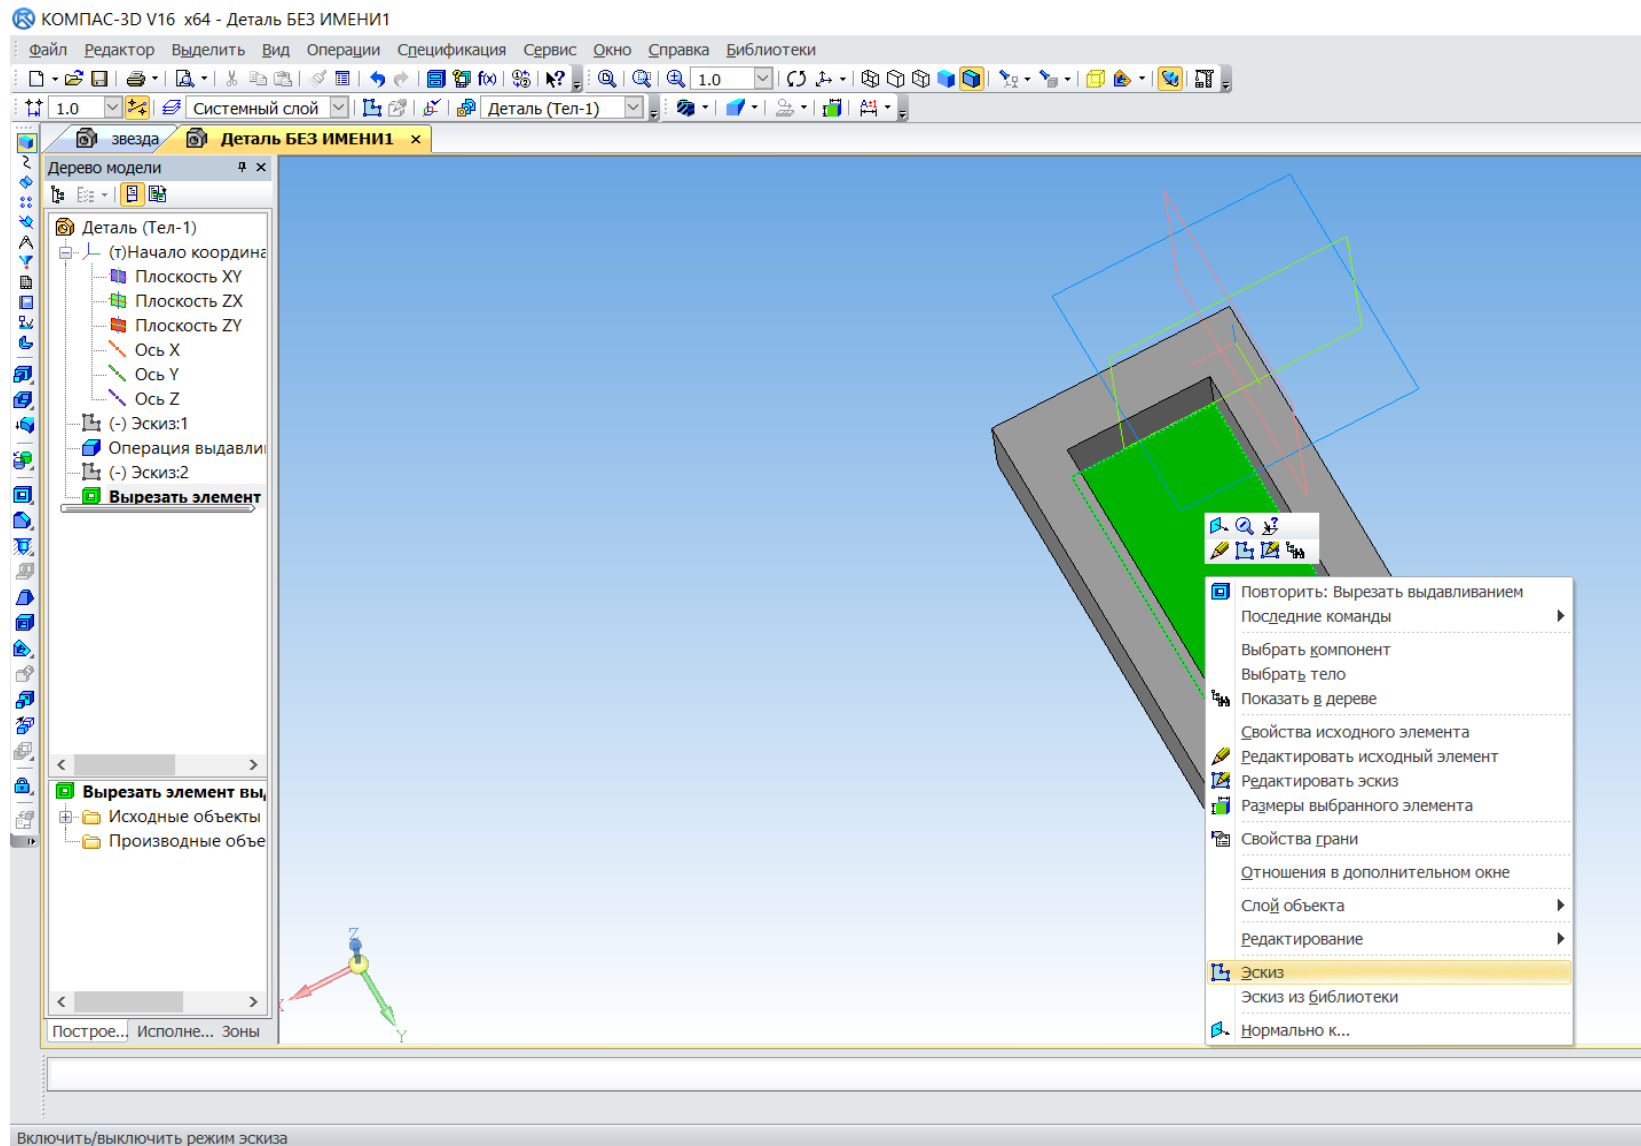 КОМПАС-3D V16 x64 - Деталь БЕЗ ИМЕНИ1
Файл Редактор Выделить Вид Операции Спецификация Сервис Окно Справка Библиотеки
1.0
1.0 Системный слой Деталь (Тел-1)
звезда Деталь БЕЗ ИМЕНИ1
Дерево модели
Деталь (Тел-1)
(т)Начало координа
Плоскость XY
Плоскость ZX
Плоскость ZY
Ось X
Ось Y
Ось Z
(-) Эскиз:1
Операция выдавли
(-) Эскиз:2
Вырезать элемент
Вырезать элемент вы
Исходные объекты
Производные объе
Построе... Исполне... Зоны
Z
X
Y
Повторить: Вырезать выдавливанием
Последние команды
Выбрать компонент
Выбрать тело
Показать в дереве
Свойства исходного элемента
Редактировать исходный элемент
Редактировать эскиз
Размеры выбранного элемента
Свойства грани
Отношения в дополнительном окне
Слой объекта
Редактирование
Эскиз
Эскиз из библиотеки
Нормально к...
Включить/выключить режим эскиза